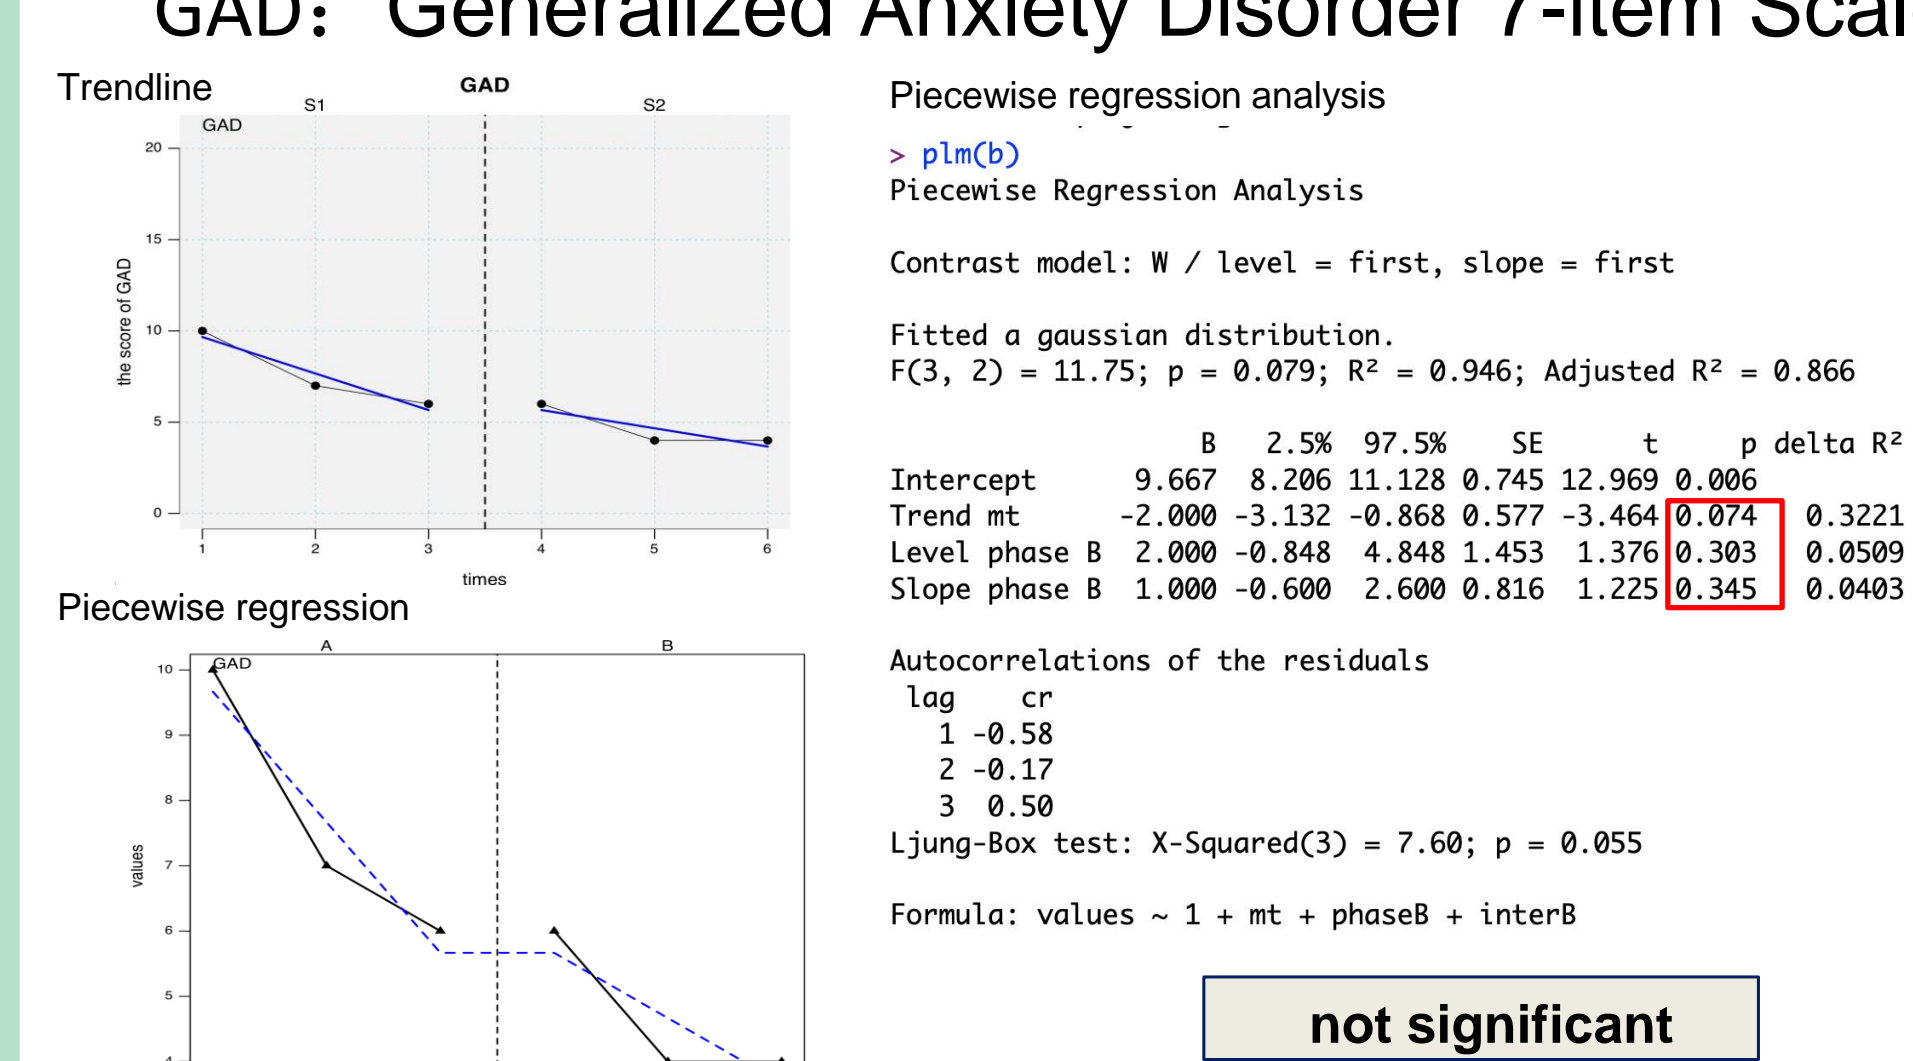 GAD：Generalized Anxiety Disorder 7-item Scal
Trendline
GAD
S1
S2
GAD
20
15
10
5
0
the score of GAD
1 2 3 4 5 6
times
Piecewise regression
A
B
GAD
10
9
8
7
6
5
4
values
Piecewise regression analysis
> plm(b)
Piecewise Regression Analysis
Contrast model: W / level = first, slope = first
Fitted a gaussian distribution.
F(3, 2) = 11.75; p = 0.079; R² = 0.946; Adjusted R² = 0.866
B 2.5% 97.5% SE t p delta R²
Intercept 9.667 8.206 11.128 0.745 12.969 0.006
Trend mt -2.000 -3.132 -0.868 0.577 -3.464 0.074 0.3221
Level phase B 2.000 -0.848 4.848 1.453 1.376 0.303 0.0509
Slope phase B 1.000 -0.600 2.600 0.816 1.225 0.345 0.0403
Autocorrelations of the residuals
lag cr
1 -0.58
2 -0.17
3 0.50
Ljung-Box test: X-Squared(3) = 7.60; p = 0.055
Formula: values ~ 1 + mt + phaseB + interB
not significant